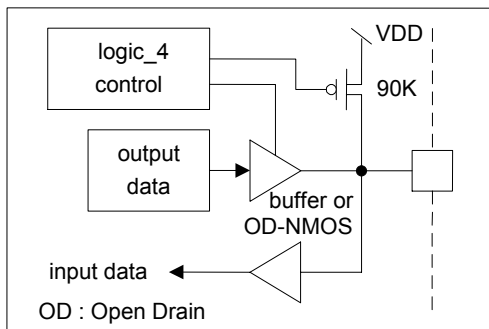 logic_4
control
VDD
90K
output
data
buffer or
OD-NMOS
input data
OD : Open Drain